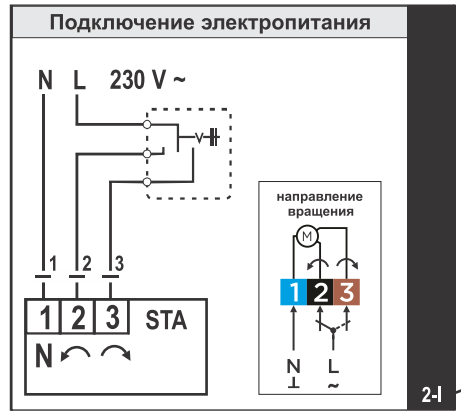 Подключение электропитания
N L 230 V ~
1 2 3
1 2 3 STA
N
направление
вращения
M
1 2 3
N L
⊥ ~
2-I